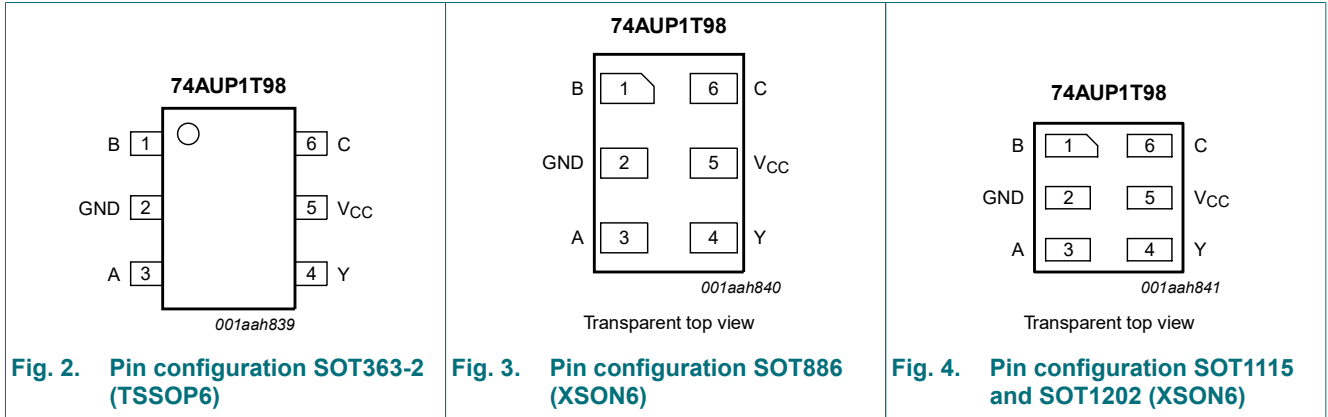 74AUP1T98
B 1 6 C
GND 2 5 VCC
A 3 4 Y
001aah839
Fig. 2. Pin configuration SOT363-2
(TSSOP6)
74AUP1T98
B 1 6 C
GND 2 5 VCC
A 3 4 Y
001aah840
Transparent top view
Fig. 3. Pin configuration SOT886
(XSON6)
74AUP1T98
B 1 6 C
GND 2 5 VCC
A 3 4 Y
001aah841
Transparent top view
Fig. 4. Pin configuration SOT1115
and SOT1202 (XSON6)